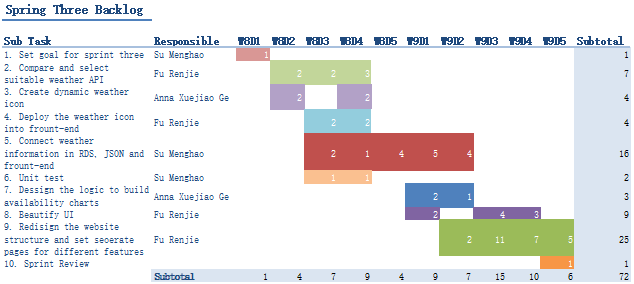 Spring Three Backlog
Sub Task Responsible W8D1 W8D2 W8D3 W8D4 W8D5 W9D1 W9D2 W9D3 W9D4 W9D5 Subtotal
1. Set goal for sprint three Su Menghao 1 1
2. Compare and select
suitable weather API Fu Renjie 2 2 3 7
3. Create dynamic weather
icon Anna Xuejiao Ge 2 2 4
4. Deploy the weather icon
into frount-end Fu Renjie 2 2 4
5. Connect weather
information in RDS, JSON and
frount-end Su Menghao 2 1 4 5 4 16
6. Unit test Su Menghao 1 1 2
7. Dessign the logic to build
availability charts Anna Xuejiao Ge 2 1 3
8. Beautify UI Fu Renjie 2 4 3 9
9. Redisign the website
structure and set seoerate
pages for different features Fu Renjie 2 11 7 5 25
10. Sprint Review 1 1
Subtotal 1 4 7 9 4 9 7 15 10 6 72